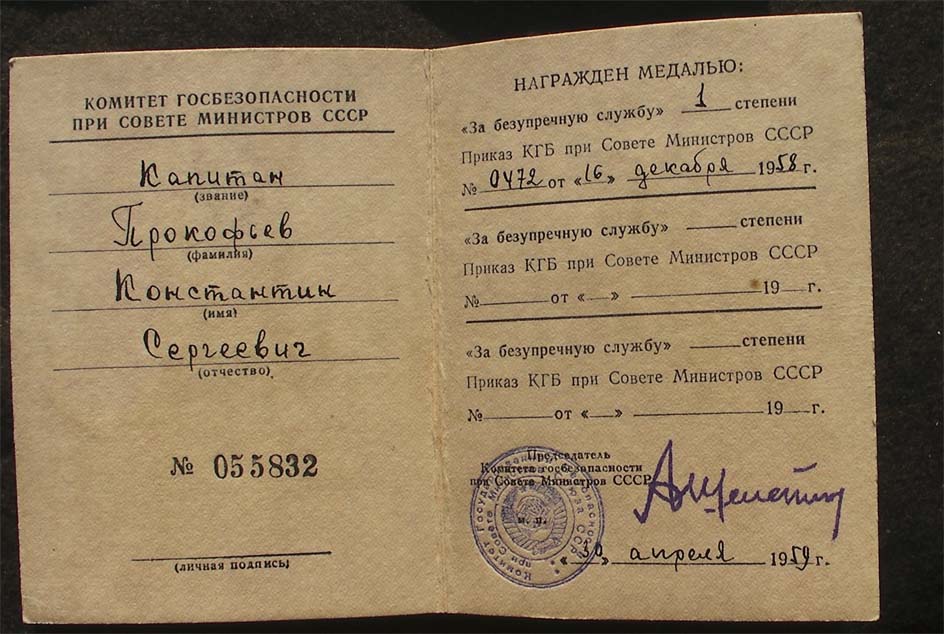 КОМИТЕТ ГОСБЕЗОПАСНОСТИ
ПРИ СОВЕТЕ МИНИСТРОВ СССР
Капитан
(звание)
Прокофьев
(фамилия)
Константин
(имя)
Сергеевич
(отчество)
№ 055832
(личная подпись)
НАГРАЖДЕН МЕДАЛЬЮ:
«За безупречную службу» 1 степени
Приказ КГБ при Совете Министров СССР
№ 0472 от «16» декабря 1958 г.
«За безупречную службу» степени
Приказ КГБ при Совете Министров СССР
№ от « » 19 г.
«За безупречную службу» степени
Приказ КГБ при Совете Министров СССР
№ от « » 19 г.
Председатель
Комитета госбезопасности
при Совете Министров СССР
м. п.
«30» апреля 1959 г.